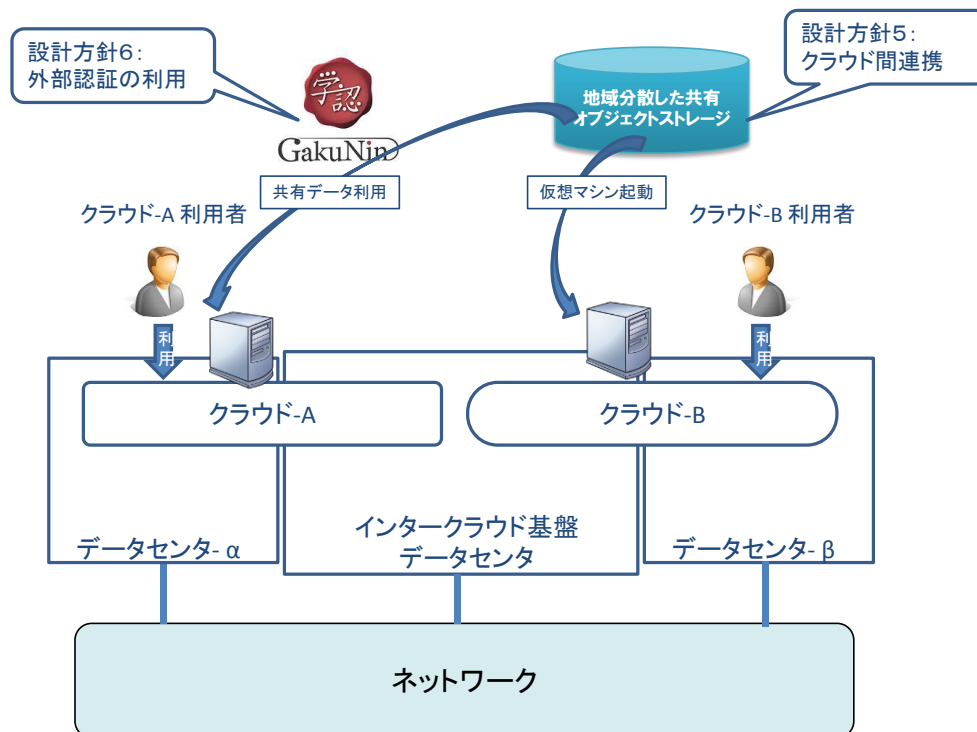 設計方針6:
外部認証の利用
設計方針5:
クラウド間連携
学認
GakuNin
地域分散した共有
オブジェクトストレージ
共有データ利用
仮想マシン起動
クラウド-A 利用者
クラウド-B 利用者
利用
利用
クラウド-A
クラウド-B
データセンタ- α
インタークラウド基盤
データセンタ
データセンタ- β
ネットワーク